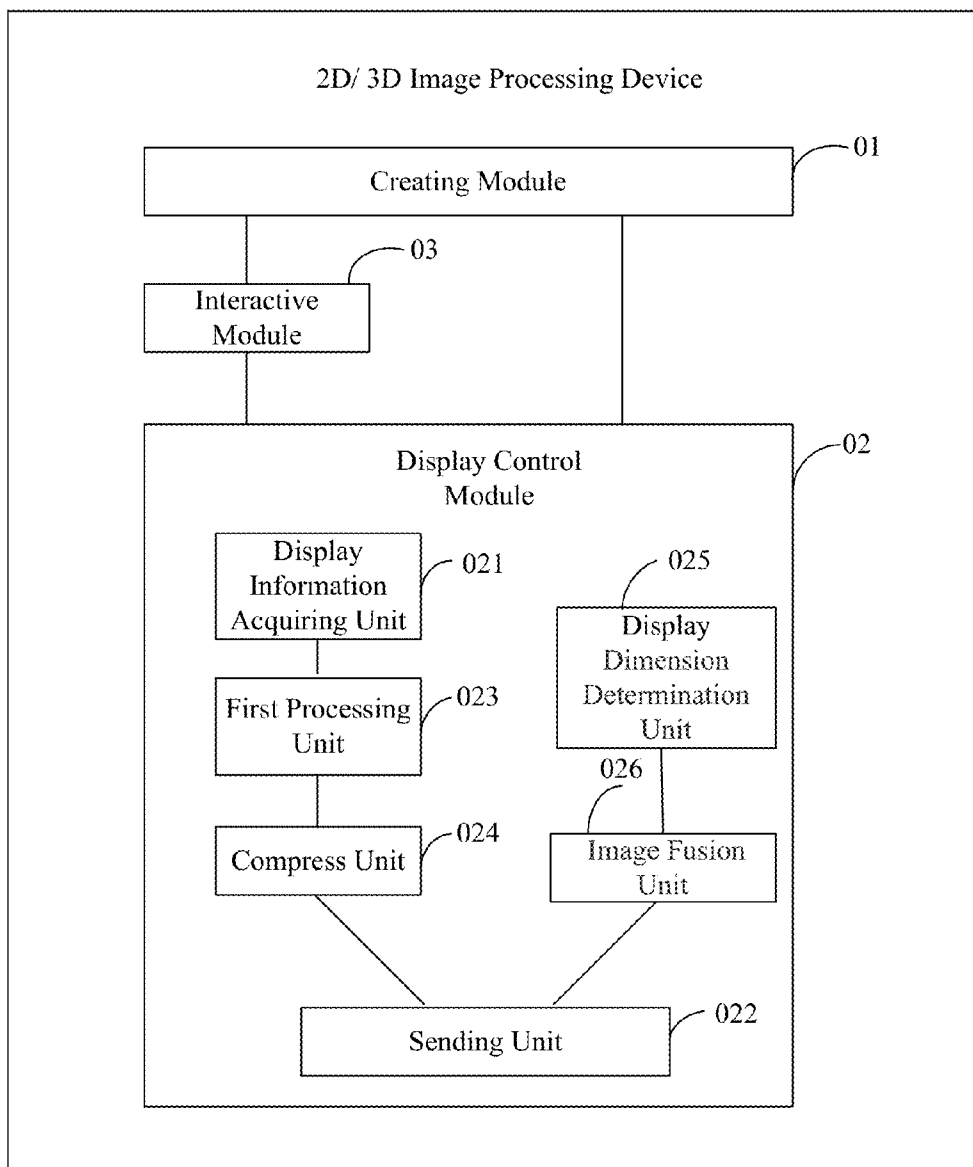 2D/ 3D Image Processing Device
01
Creating Module
03
Interactive
Module
02
Display Control
Module
021
Display
Information
Acquiring Unit
025
Display
Dimension
Determination
Unit
023
First Processing
Unit
026
024
Compress Unit
Image Fusion
Unit
022
Sending Unit